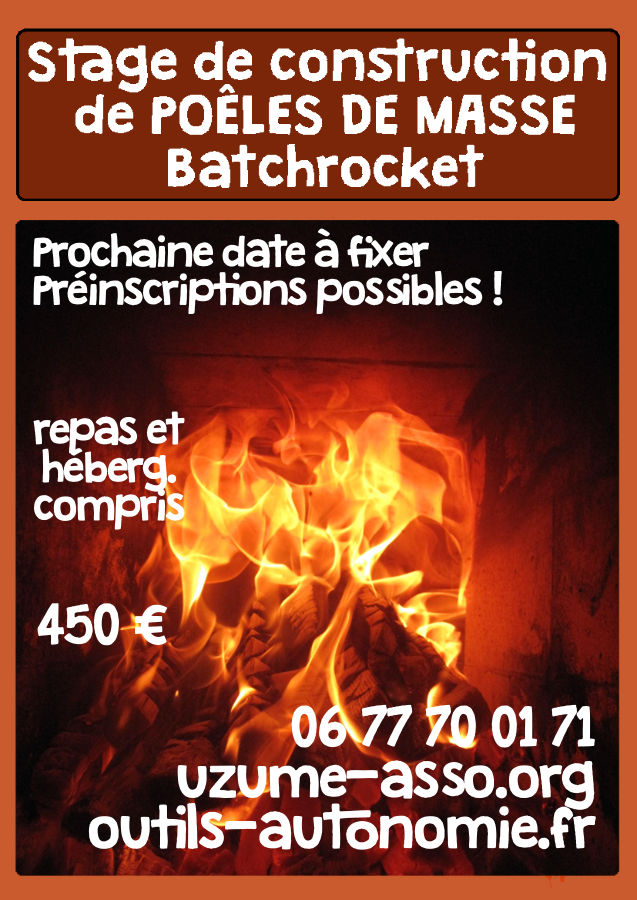 Stage de construction
de POÊLES DE MASSE
Batchrocket
Prochaine date à fixer
Préinscriptions possibles !
repas et
héberg.
compris
450 €
06 77 70 01 71
uzume-asso.org
outils-autonomie.fr